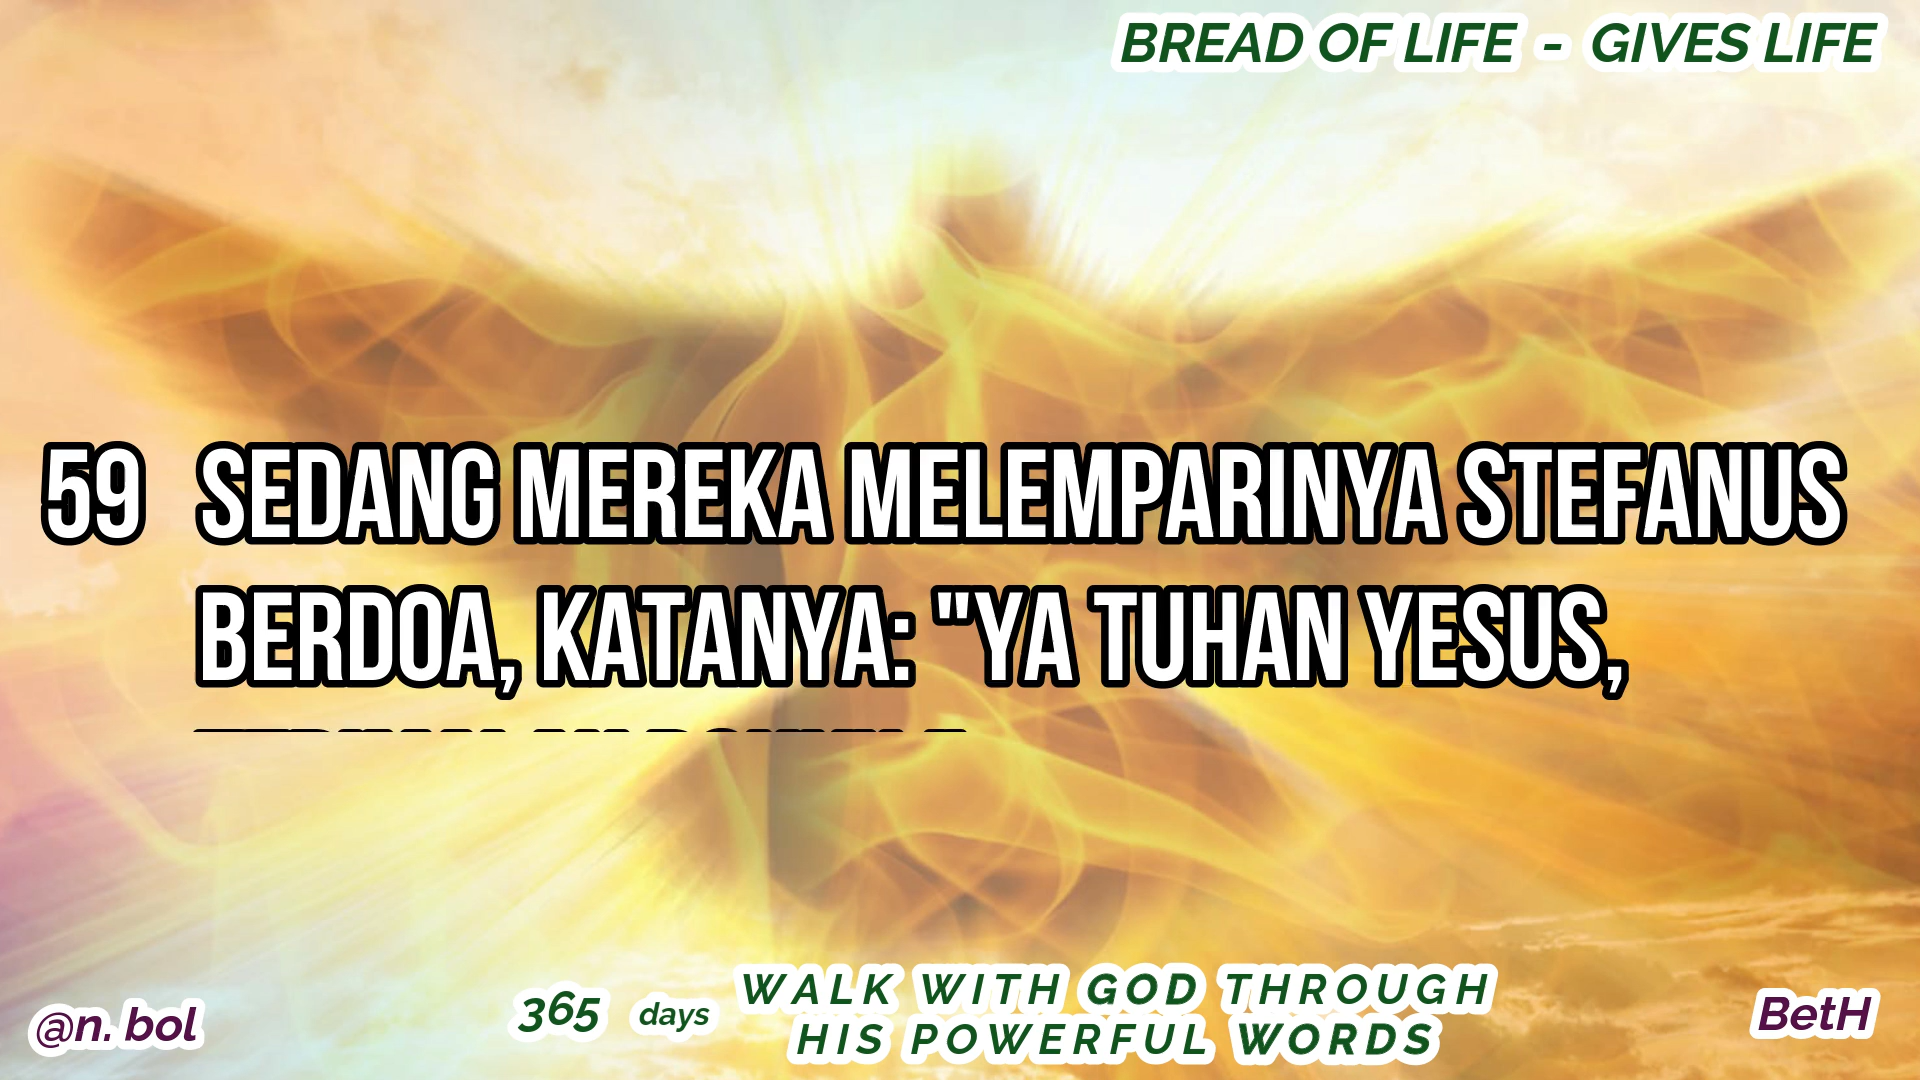 BREAD OF LIFE - GIVES LIFE
59 SEDANG MEREKA MELEMPARINYA STEFANUS
BERDOA, KATANYA: "YA TUHAN YESUS,
@n. bol
365 days
WALK WITH GOD THROUGH
HIS POWERFUL WORDS
BetH